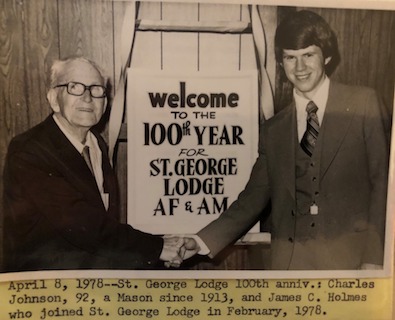 welcome
TO THE
100th YEAR
FOR
ST. GEORGE
LODGE
AF & AM
April 8, 1978--St. George Lodge 100th anniv.: Charles
Johnson, 92, a Mason since 1913, and James C. Holmes
who joined St. George Lodge in February, 1978.